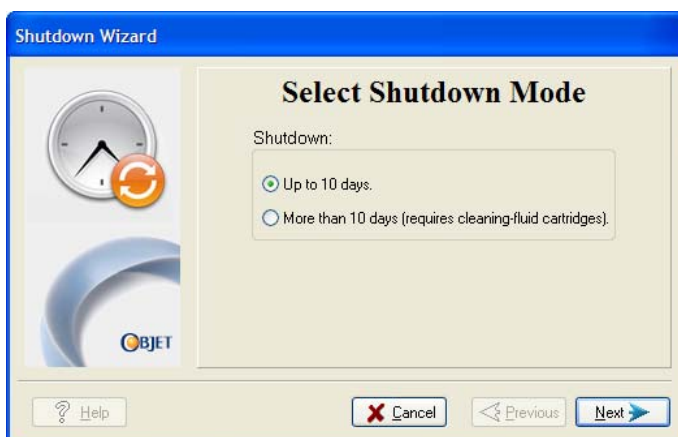 Shutdown Wizard
Select Shutdown Mode
Shutdown:
Up to 10 days.
More than 10 days (requires cleaning-fluid cartridges).
OBJET
? Help
Cancel
Previous
Next